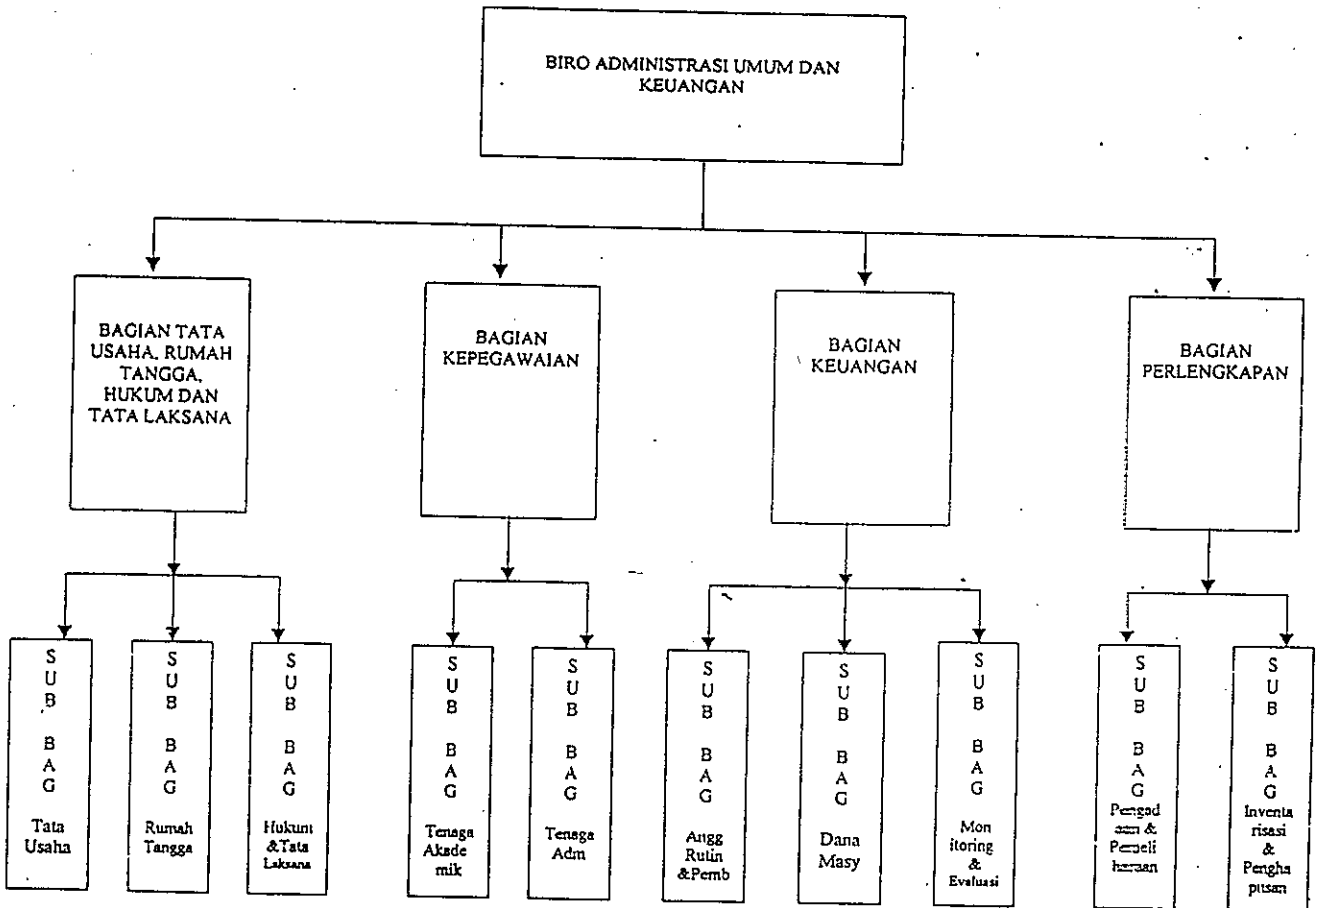 BIRO ADMINISTRASI UMUM DAN
KEUANGAN
BAGIAN TATA
USAHA, RUMAH
TANGGA,
HUKUM DAN
TATA LAKSANA
BAGIAN
KEPEGAWAIAN
BAGIAN
KEUANGAN
BAGIAN
PERLENGKAPAN
S
U
B
B
A
G
Tata
Usaha
S
U
B
B
A
G
Rumah
Tangga
S
U
B
B
A
G
Hukum
&Tata
Laksana
S
U
B
B
A
G
Tenaga
Akade
mik
S
U
B
B
A
G
Tenaga
Adm
S
U
B
B
A
G
Angg
Rutin
&Pemb
S
U
B
B
A
G
Dana
Masy
S
U
B
B
A
G
Mon
itoring
&
Evaluasi
S
U
B
B
A
G
Pengad
aan &
Pemeli
haraan
S
U
B
B
A
G
Inventa
risasi
&
Pengha
pusan